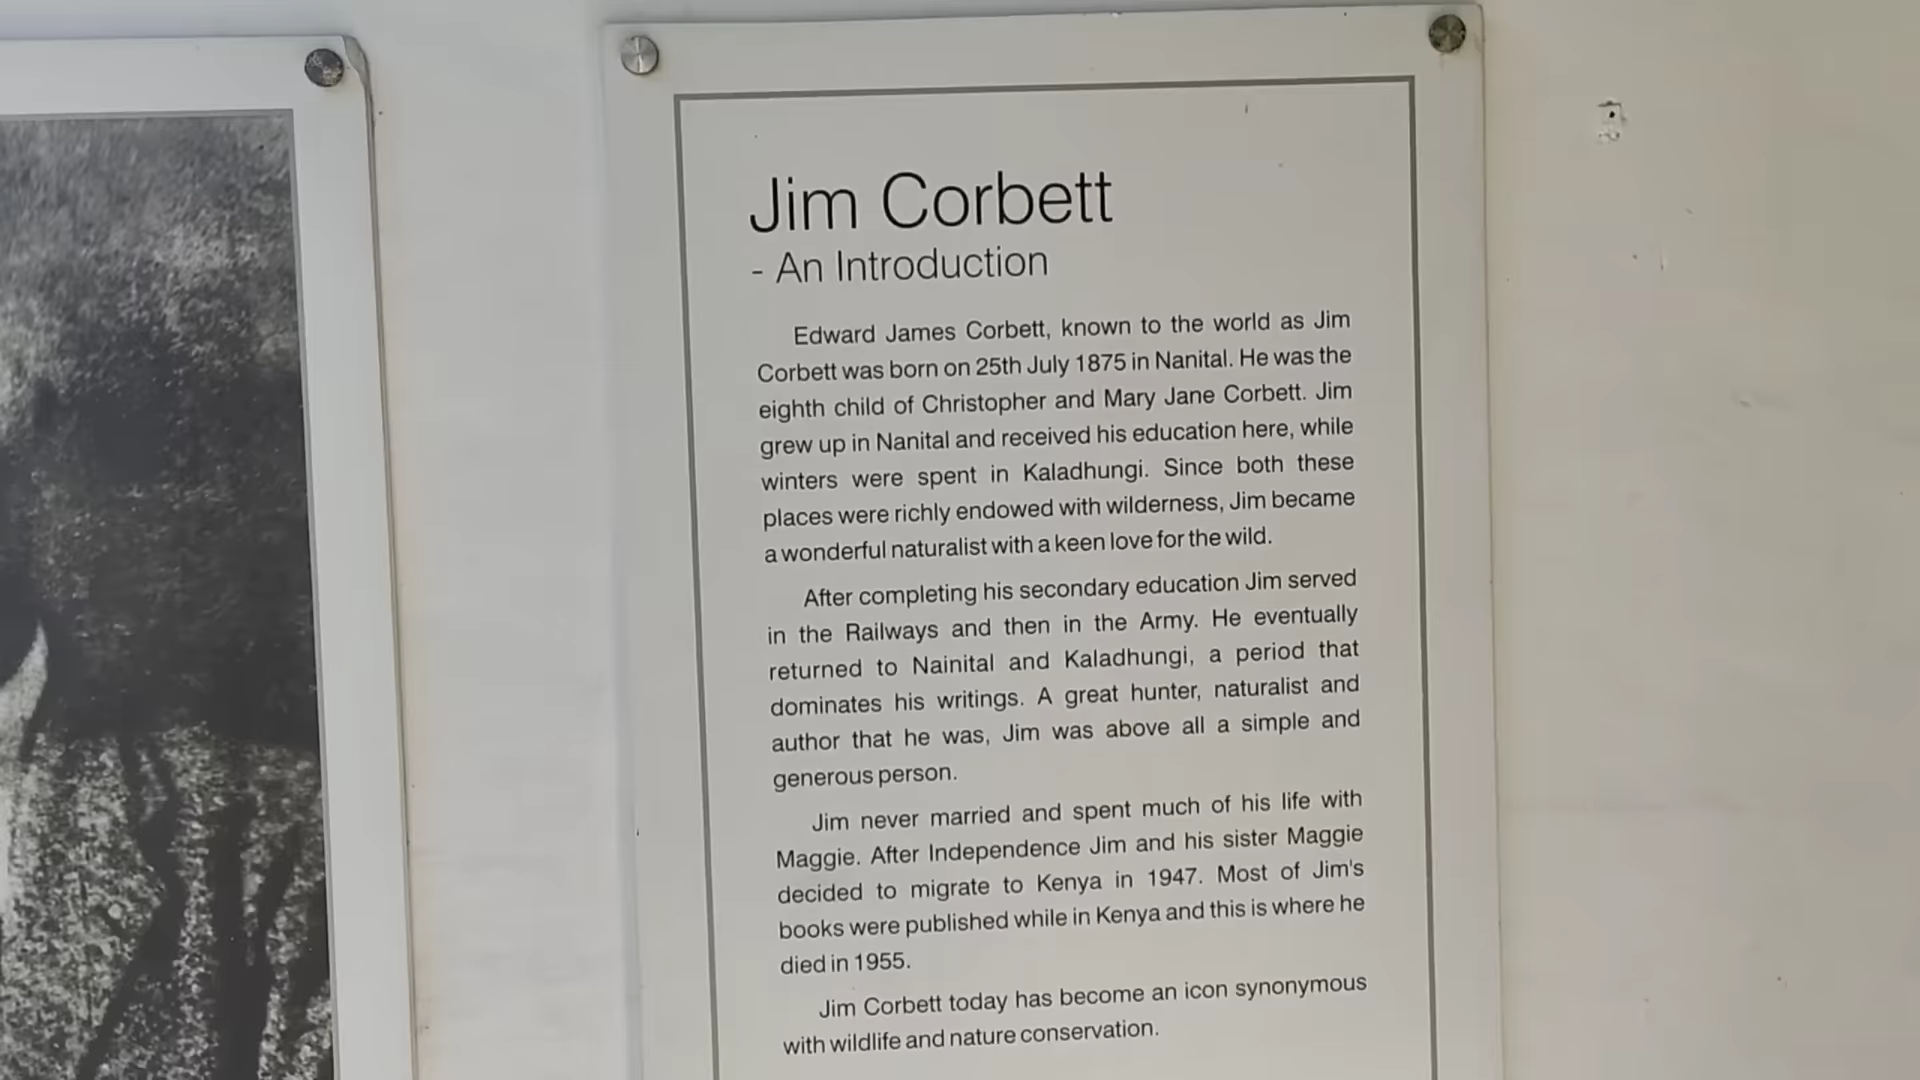 Jim Corbett
- An Introduction
Edward James Corbett, known to the world as Jim
Corbett was born on 25th July 1875 in Nanital. He was the
eighth child of Christopher and Mary Jane Corbett. Jim
grew up in Nanital and received his education here, while
winters were spent in Kaladhungi. Since both these
places were richly endowed with wilderness, Jim became
a wonderful naturalist with a keen love for the wild.
After completing his secondary education Jim served
in the Railways and then in the Army. He eventually
returned to Nainital and Kaladhungi, a period that
dominates his writings. A great hunter, naturalist and
author that he was, Jim was above all a simple and
generous person.
Jim never married and spent much of his life with
Maggie. After Independence Jim and his sister Maggie
decided to migrate to Kenya in 1947. Most of Jim's
books were published while in Kenya and this is where he
died in 1955.
Jim Corbett today has become an icon synonymous
with wildlife and nature conservation.